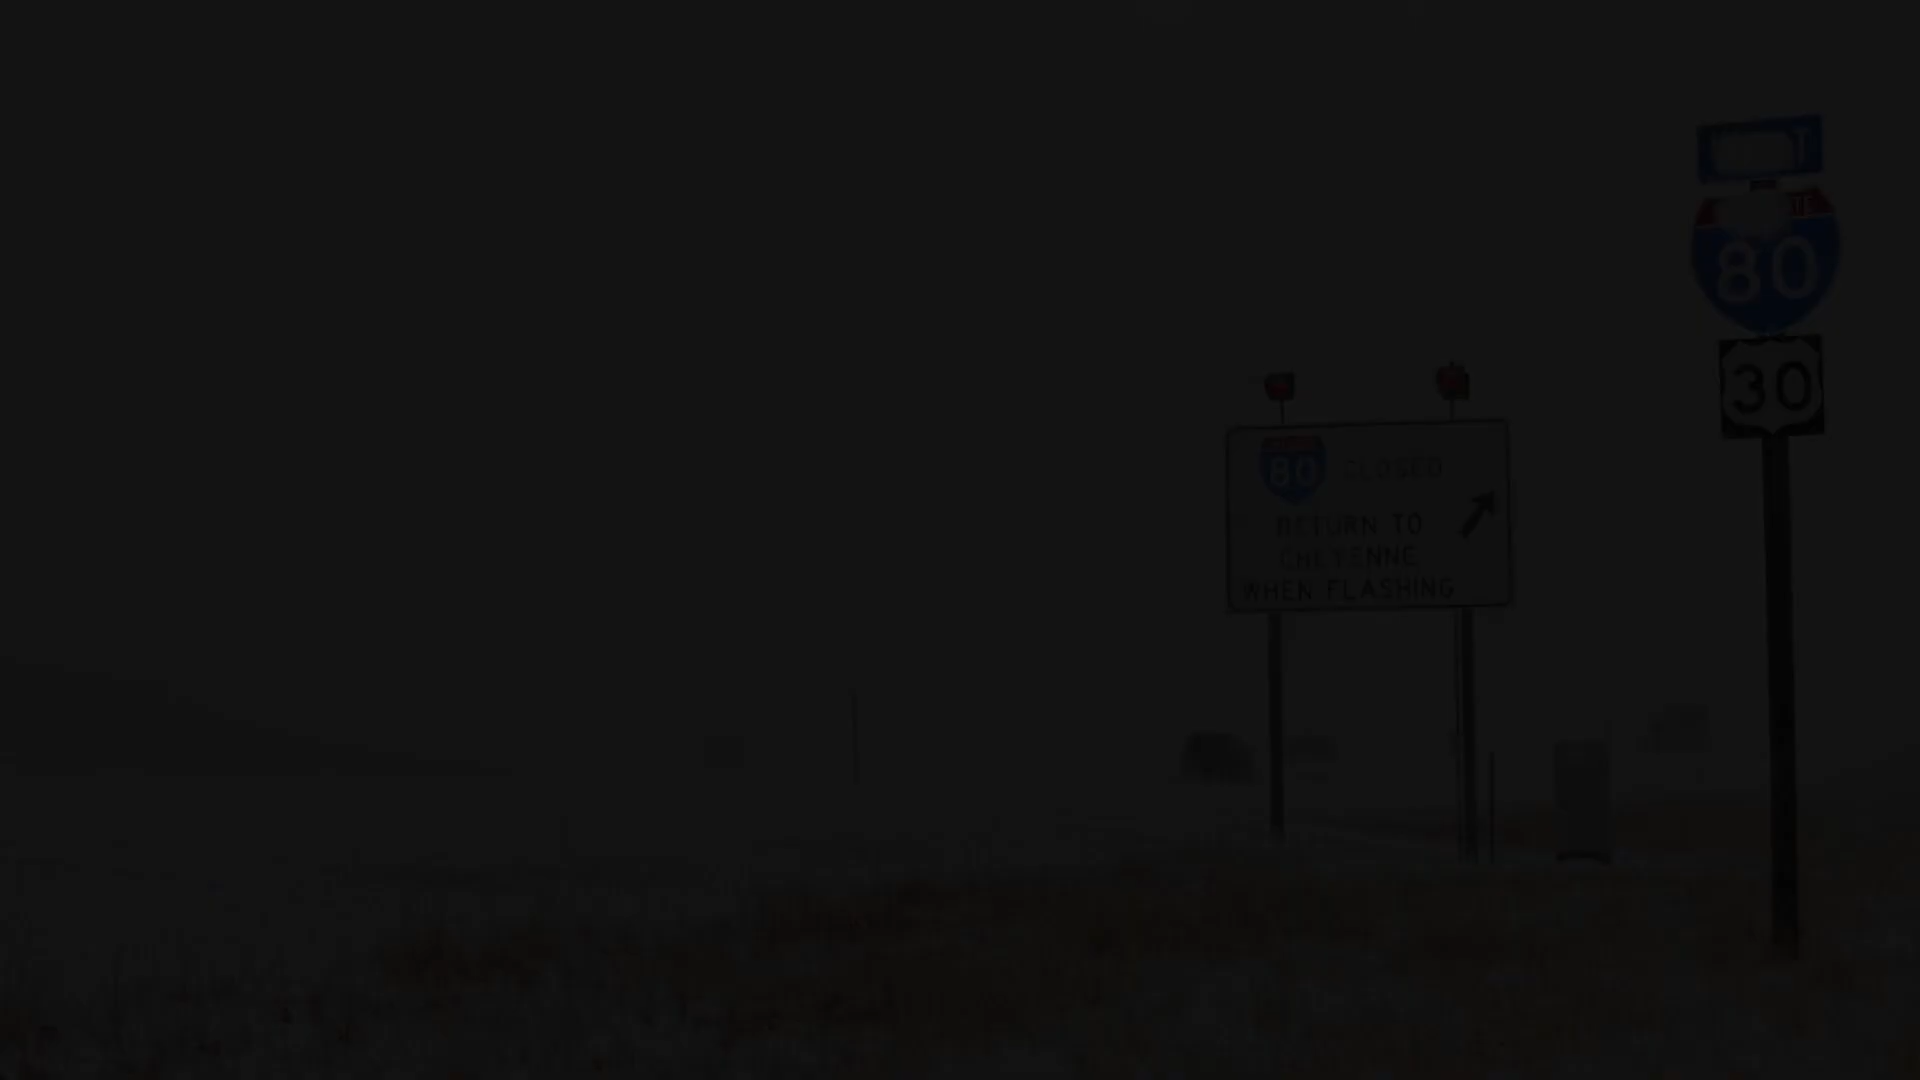 80 CLOSED
RETURN TO
CHEYENNE
WHEN FLASHING
80
30